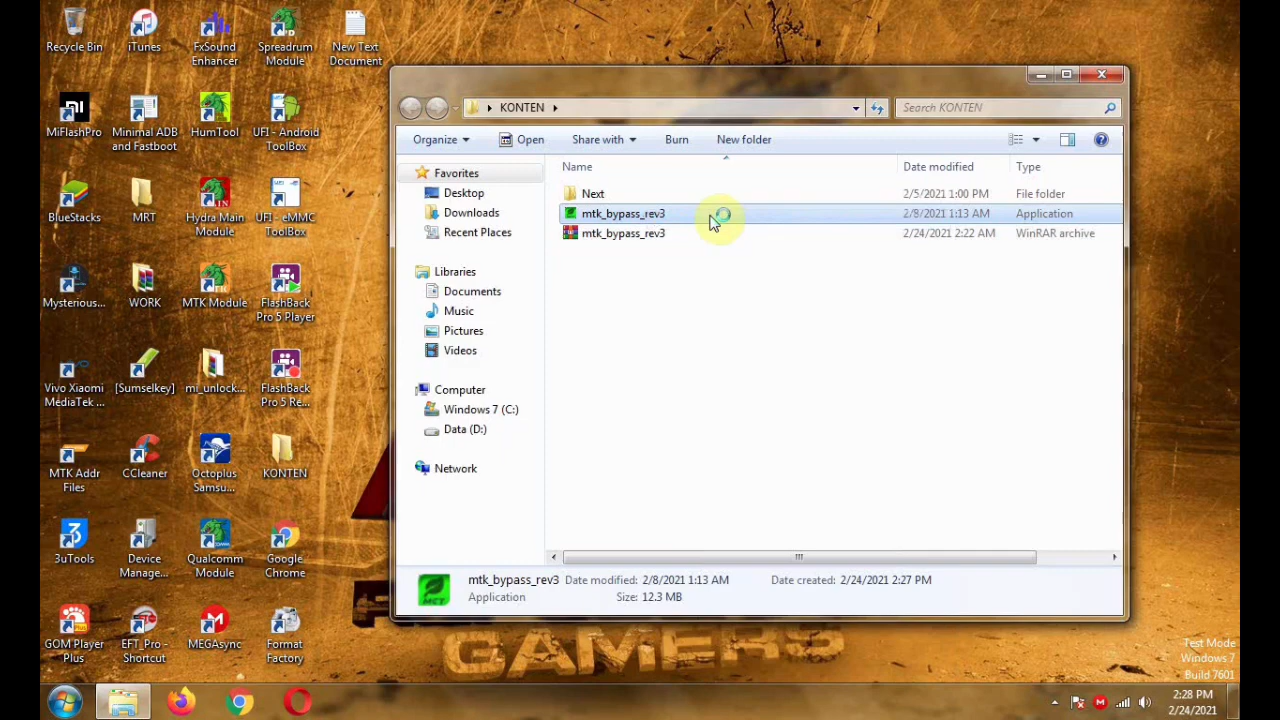 Recycle Bin
iTunes
FxSound
Enhancer
Spreadrum
Module
New Text
Document
MiFlashPro
Minimal ADB
and Fastboot
HumTool
UFI - Android
ToolBox
BlueStacks
MRT
Hydra Main
Module
UFI - eMMC
ToolBox
Mysterious...
WORK
MTK Module
FlashBack
Pro 5 Player
Vivo Xiaomi
MediaTek ...
[Sumselkey]
mi_unlock...
FlashBack
Pro 5 Re...
MTK Addr
Files
CCleaner
Octoplus
Samsu...
KONTEN
3uTools
Device
Manage...
Qualcomm
Module
Google
Chrome
GOM Player
Plus
EFT_Pro -
Shortcut
MEGAsync
Format
Factory
KONTEN
Search KONTEN
Organize
Open
Share with
Burn
New folder
Favorites
Desktop
Downloads
Recent Places
Libraries
Documents
Music
Pictures
Videos
Computer
Windows 7 (C:)
Data (D:)
Network
Name Date modified Type
Next 2/5/2021 1:00 PM File folder
mtk_bypass_rev3 2/8/2021 1:13 AM Application
mtk_bypass_rev3 2/24/2021 2:22 AM WinRAR archive
MCT
mtk_bypass_rev3 Date modified: 2/8/2021 1:13 AM Date created: 2/24/2021 2:27 PM
Application Size: 12.3 MB
GAMERS
Test Mode
Windows 7
Build 7601
2:28 PM
2/24/2021